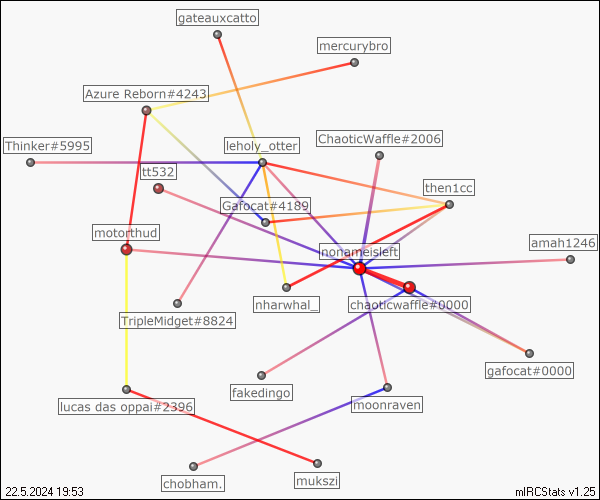 gateauxcatto
mercurybro
Azure Reborn#4243
ChaoticWaffle#2006
Thinker#5995
leholy_otter
tt532
then1cc
Gafocat#4189
motorthud
amah1246
nonameisleft
nharwhal_
chaoticwaffle#0000
TripleMidget#8824
gafocat#0000
fakedingo
lucas das oppai#2396
moonraven
chobham.
mukszi
22.5.2024 19:53
mIRCStats v1.25